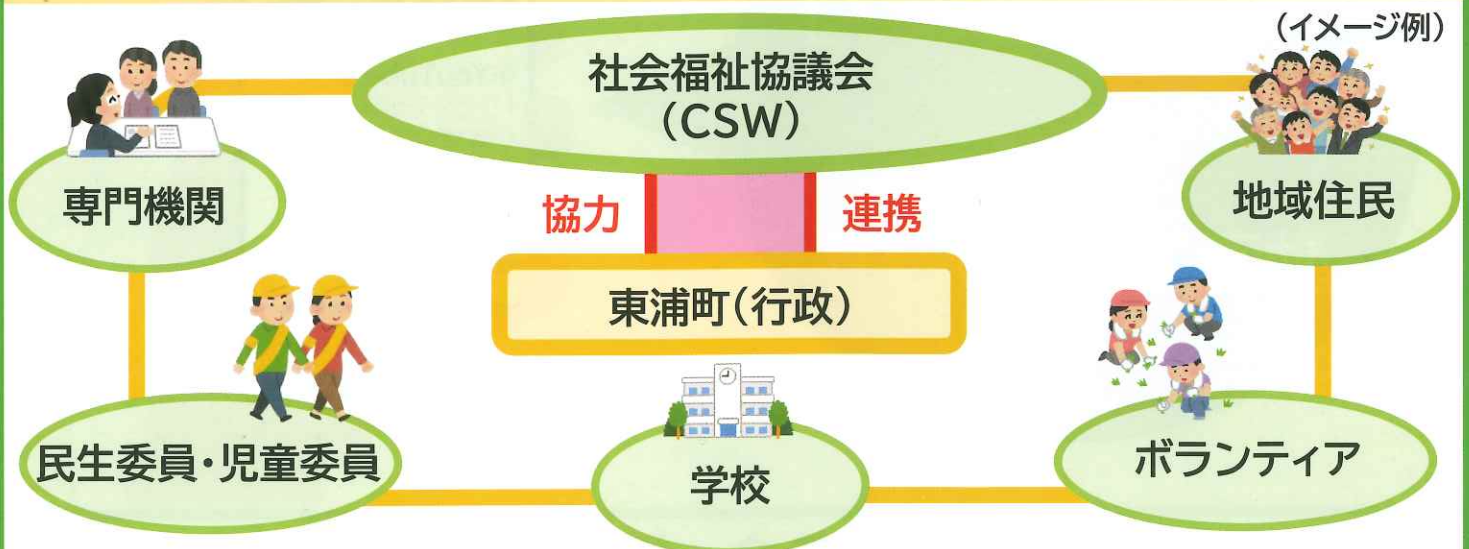 （イメージ例）
社会福祉協議会
（CSW）
専門機関
地域住民
協力
連携
東浦町（行政）
民生委員・児童委員
学校
ボランティア